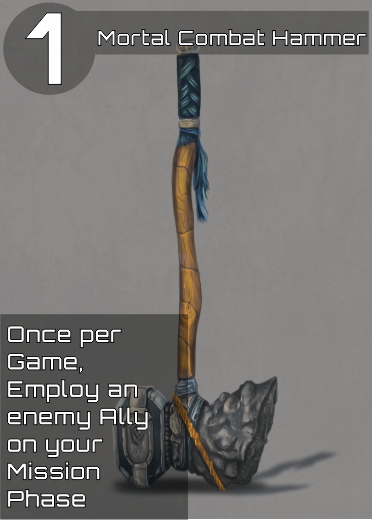 1
Mortal Combat Hammer
Once per
Game,
Employ an
enemy Ally
on your
Mission
Phase